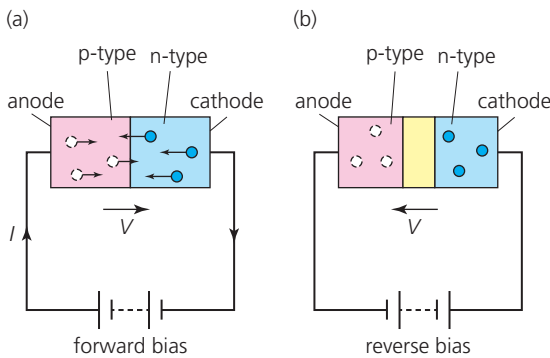 (a)
p-type
n-type
anode
cathode
I
V
forward bias
(b)
p-type
n-type
anode
cathode
V
reverse bias